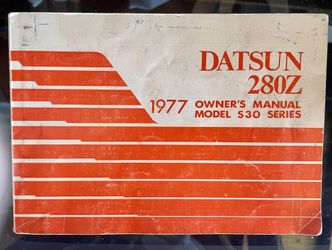 DATSUN
280Z
1977 OWNER'S MANUAL
MODEL S30 SERIES